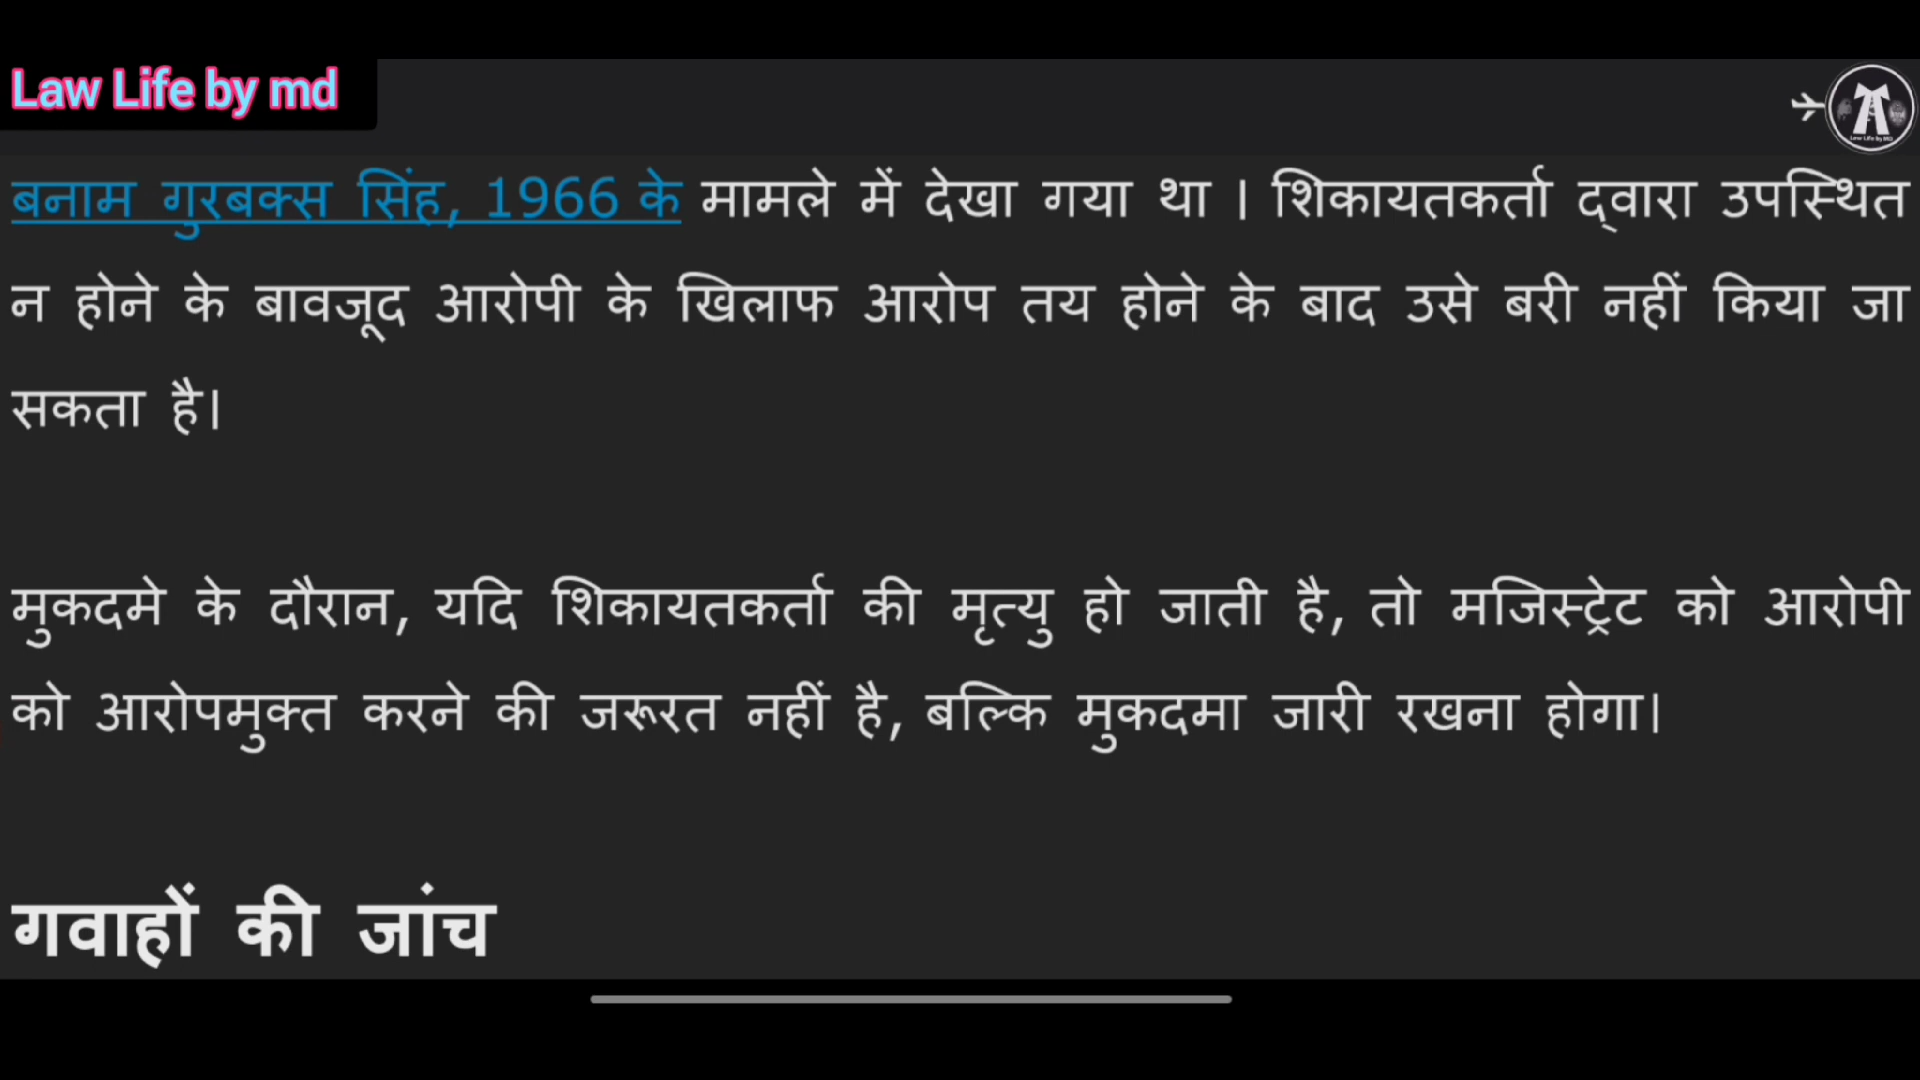 Law Life by md
बनाम गुरबक्स सिंह, 1966 के मामले में देखा गया था । शिकायतकर्ता द्वारा उपस्थित
न होने के बावजूद आरोपी के खिलाफ आरोप तय होने के बाद उसे बरी नहीं किया जा
सकता है।
मुकदमे के दौरान, यदि शिकायतकर्ता की मृत्यु हो जाती है, तो मजिस्ट्रेट को आरोपी
को आरोपमुक्त करने की जरूरत नहीं है, बल्कि मुकदमा जारी रखना होगा।
गवाहों की जांच